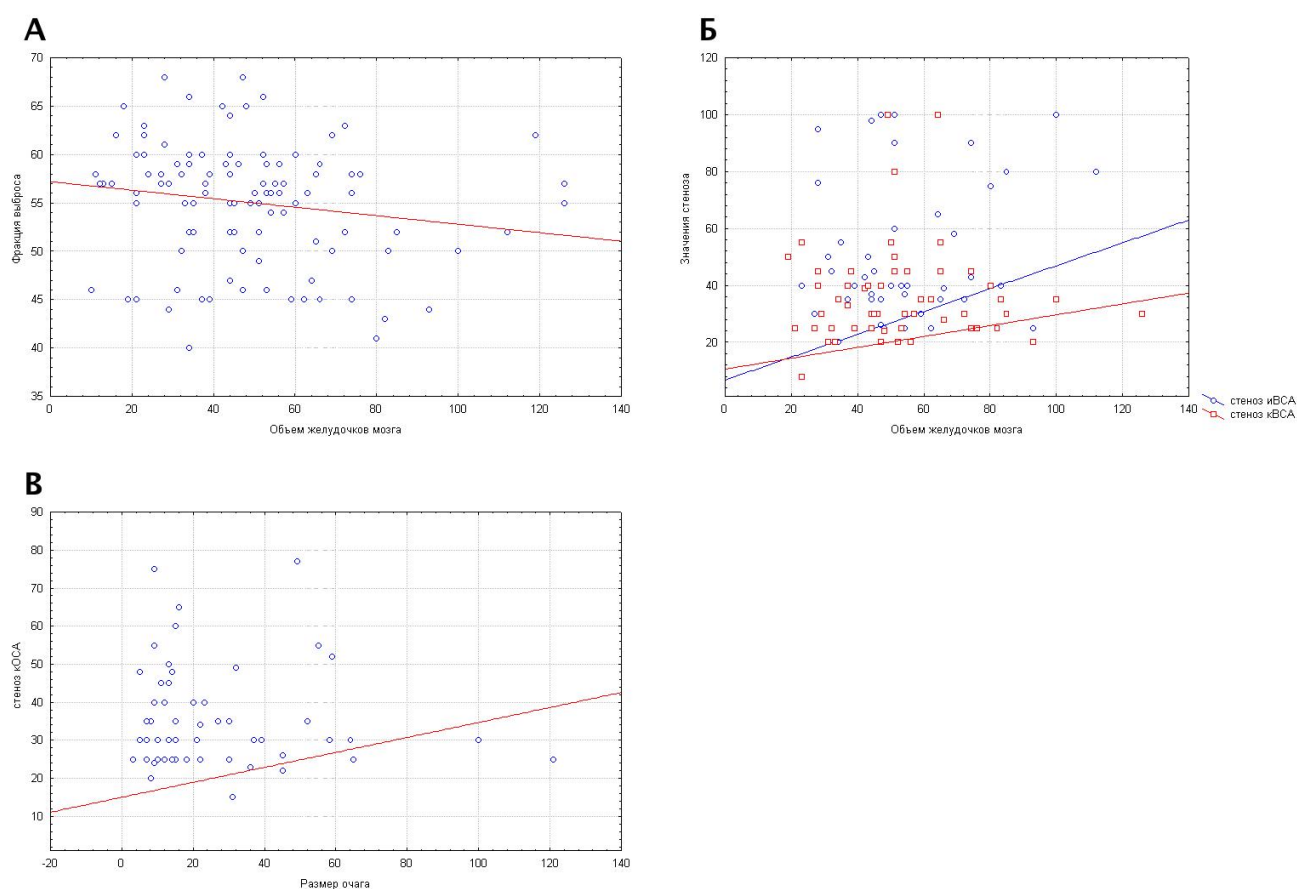 А
70
65
60
55
50
45
40
35
Фракция выброса
0 20 40 60 80 100 120 140
Объем желудочков мозга
Б
120
100
80
60
40
20
Значения стеноза
0 20 40 60 80 100 120 140
Объем желудочков мозга
стеноз иВСА
стеноз кВСА
В
90
80
70
60
50
40
30
20
10
стеноз кОСА
-20 0 20 40 60 80 100 120 140
Размер очага